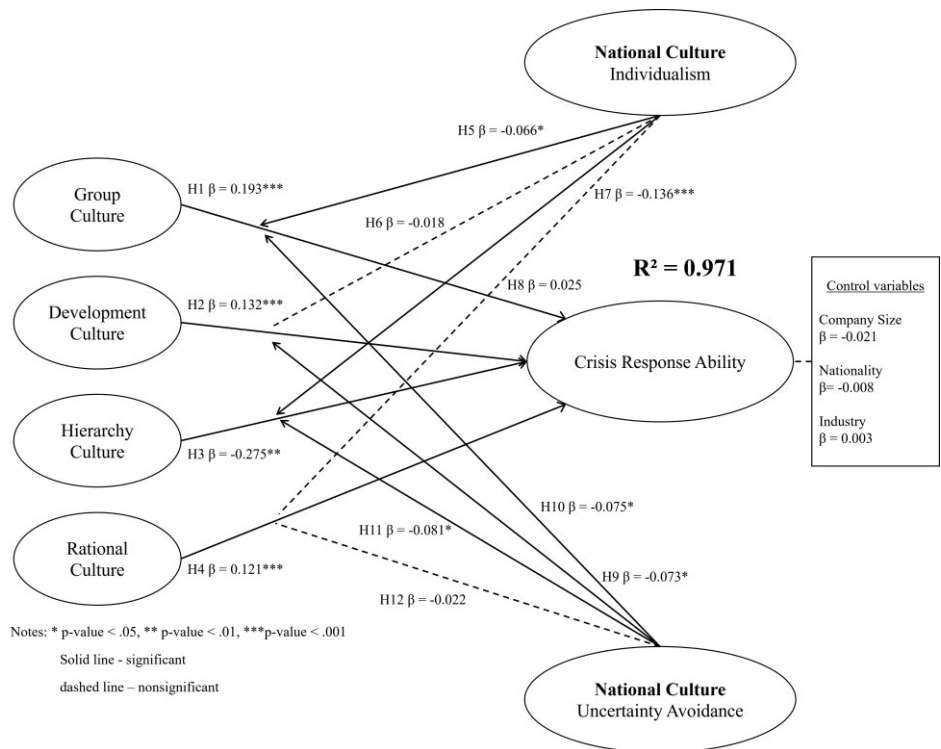 National Culture
Individualism
H5 β = -0.066*
H7 β = -0.136***
H1 β = 0.193***
Group
Culture
H6 β = -0.018
R² = 0.971
H8 β = 0.025
Control variables
Company Size
β = -0.021
Nationality
β= -0.008
Industry
β = 0.003
Development
Culture
H2 β = 0.132***
Crisis Response Ability
Hierarchy
Culture
H3 β = -0.275**
H10 β = -0.075*
H11 β = -0.081*
Rational
Culture
H4 β = 0.121***
H9 β = -0.073*
H12 β = -0.022
Notes: * p-value < .05, ** p-value < .01, ***p-value < .001
Solid line - significant
dashed line – nonsignificant
National Culture
Uncertainty Avoidance